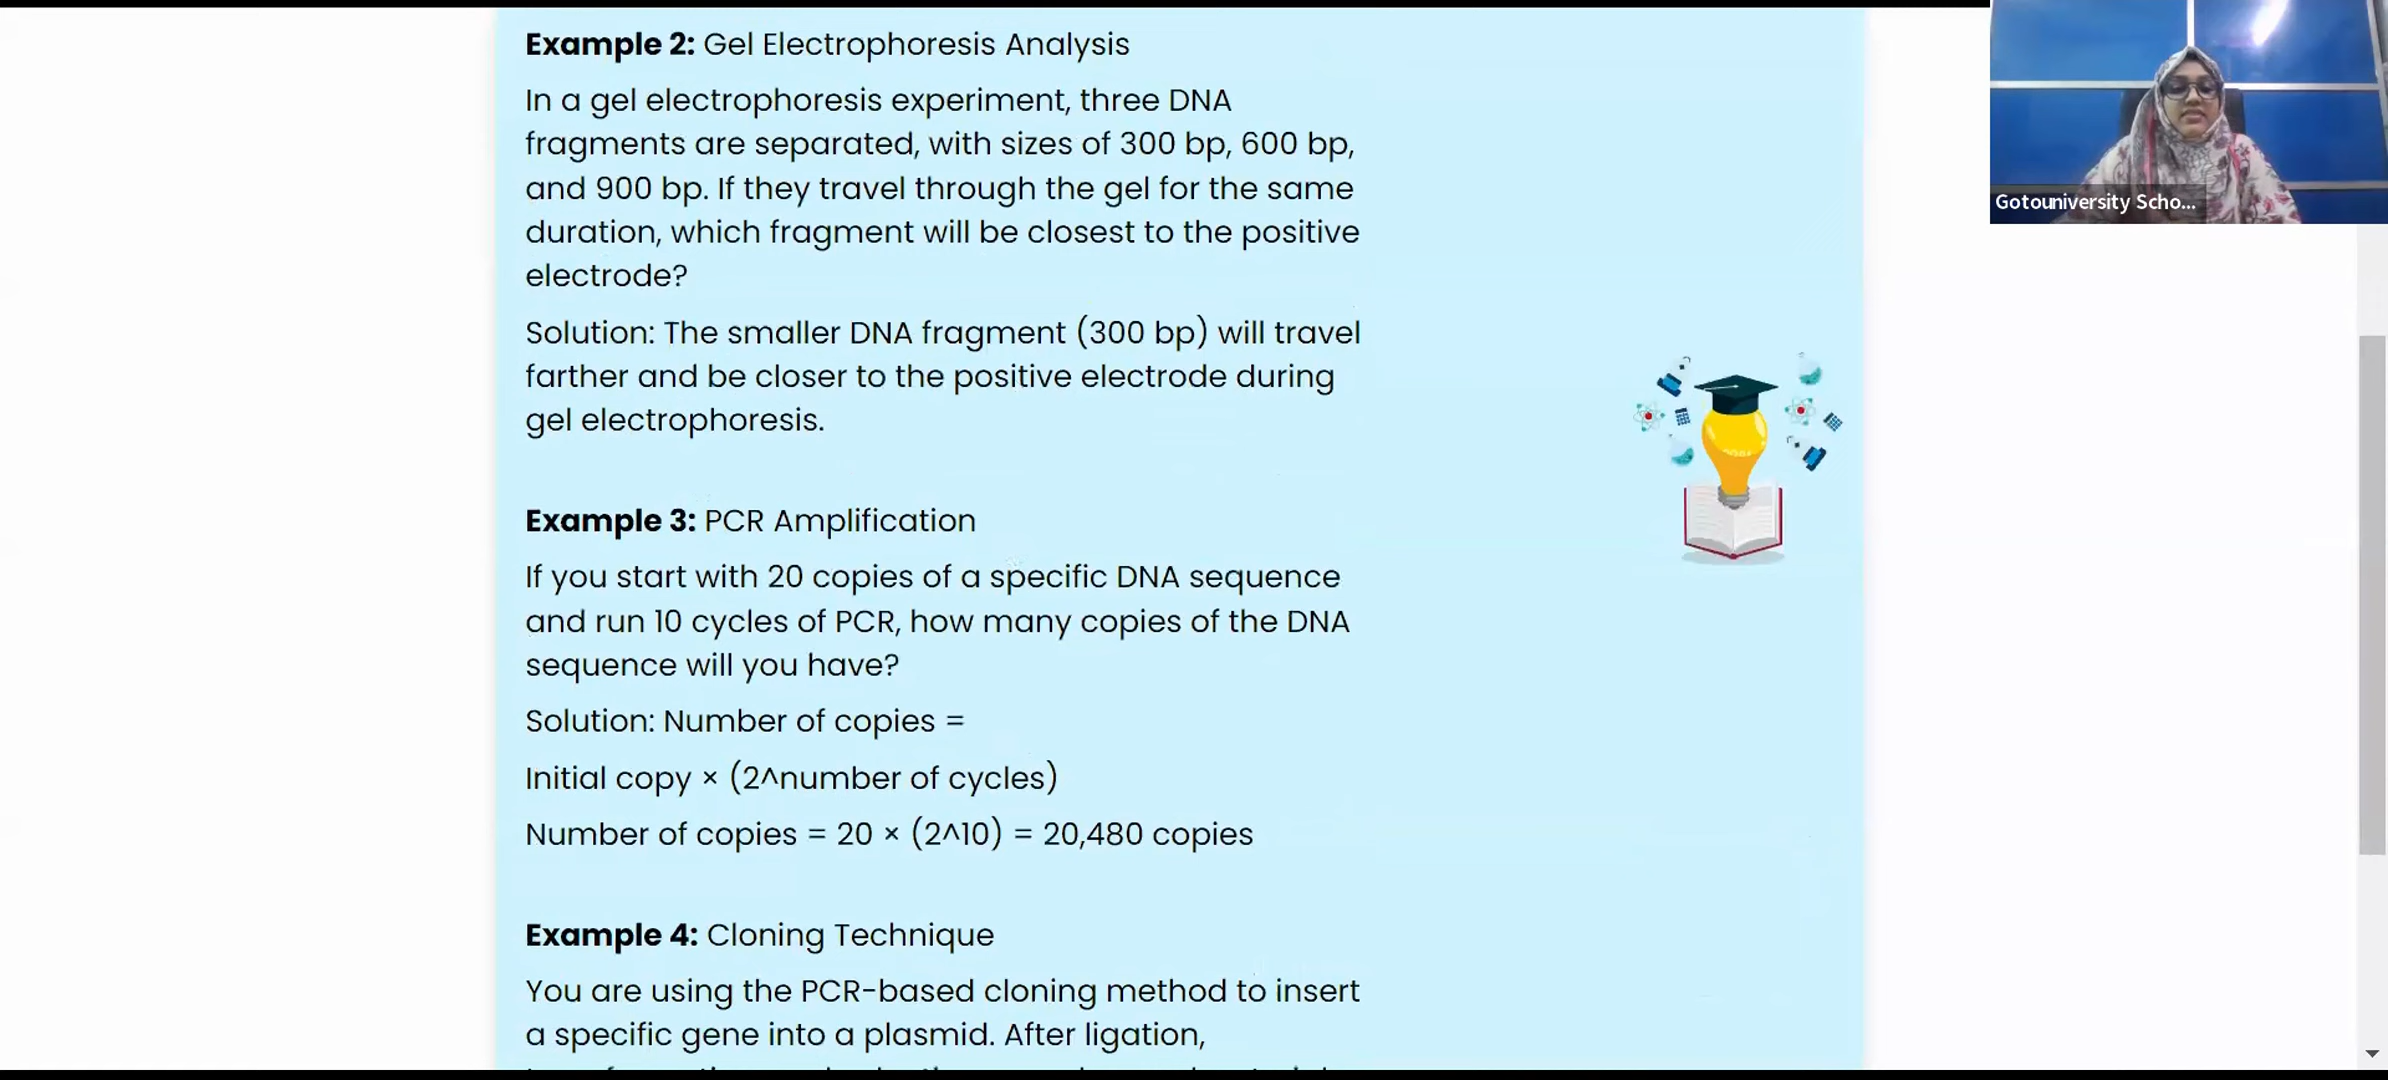 Example 2: Gel Electrophoresis Analysis
In a gel electrophoresis experiment, three DNA
fragments are separated, with sizes of 300 bp, 600 bp,
and 900 bp. If they travel through the gel for the same
duration, which fragment will be closest to the positive
electrode?
Solution: The smaller DNA fragment (300 bp) will travel
farther and be closer to the positive electrode during
gel electrophoresis.
Example 3: PCR Amplification
If you start with 20 copies of a specific DNA sequence
and run 10 cycles of PCR, how many copies of the DNA
sequence will you have?
Solution: Number of copies =
Initial copy × (2^number of cycles)
Number of copies = 20 × (2^10) = 20,480 copies
Example 4: Cloning Technique
You are using the PCR-based cloning method to insert
a specific gene into a plasmid. After ligation,
Gotouniversity Scho...